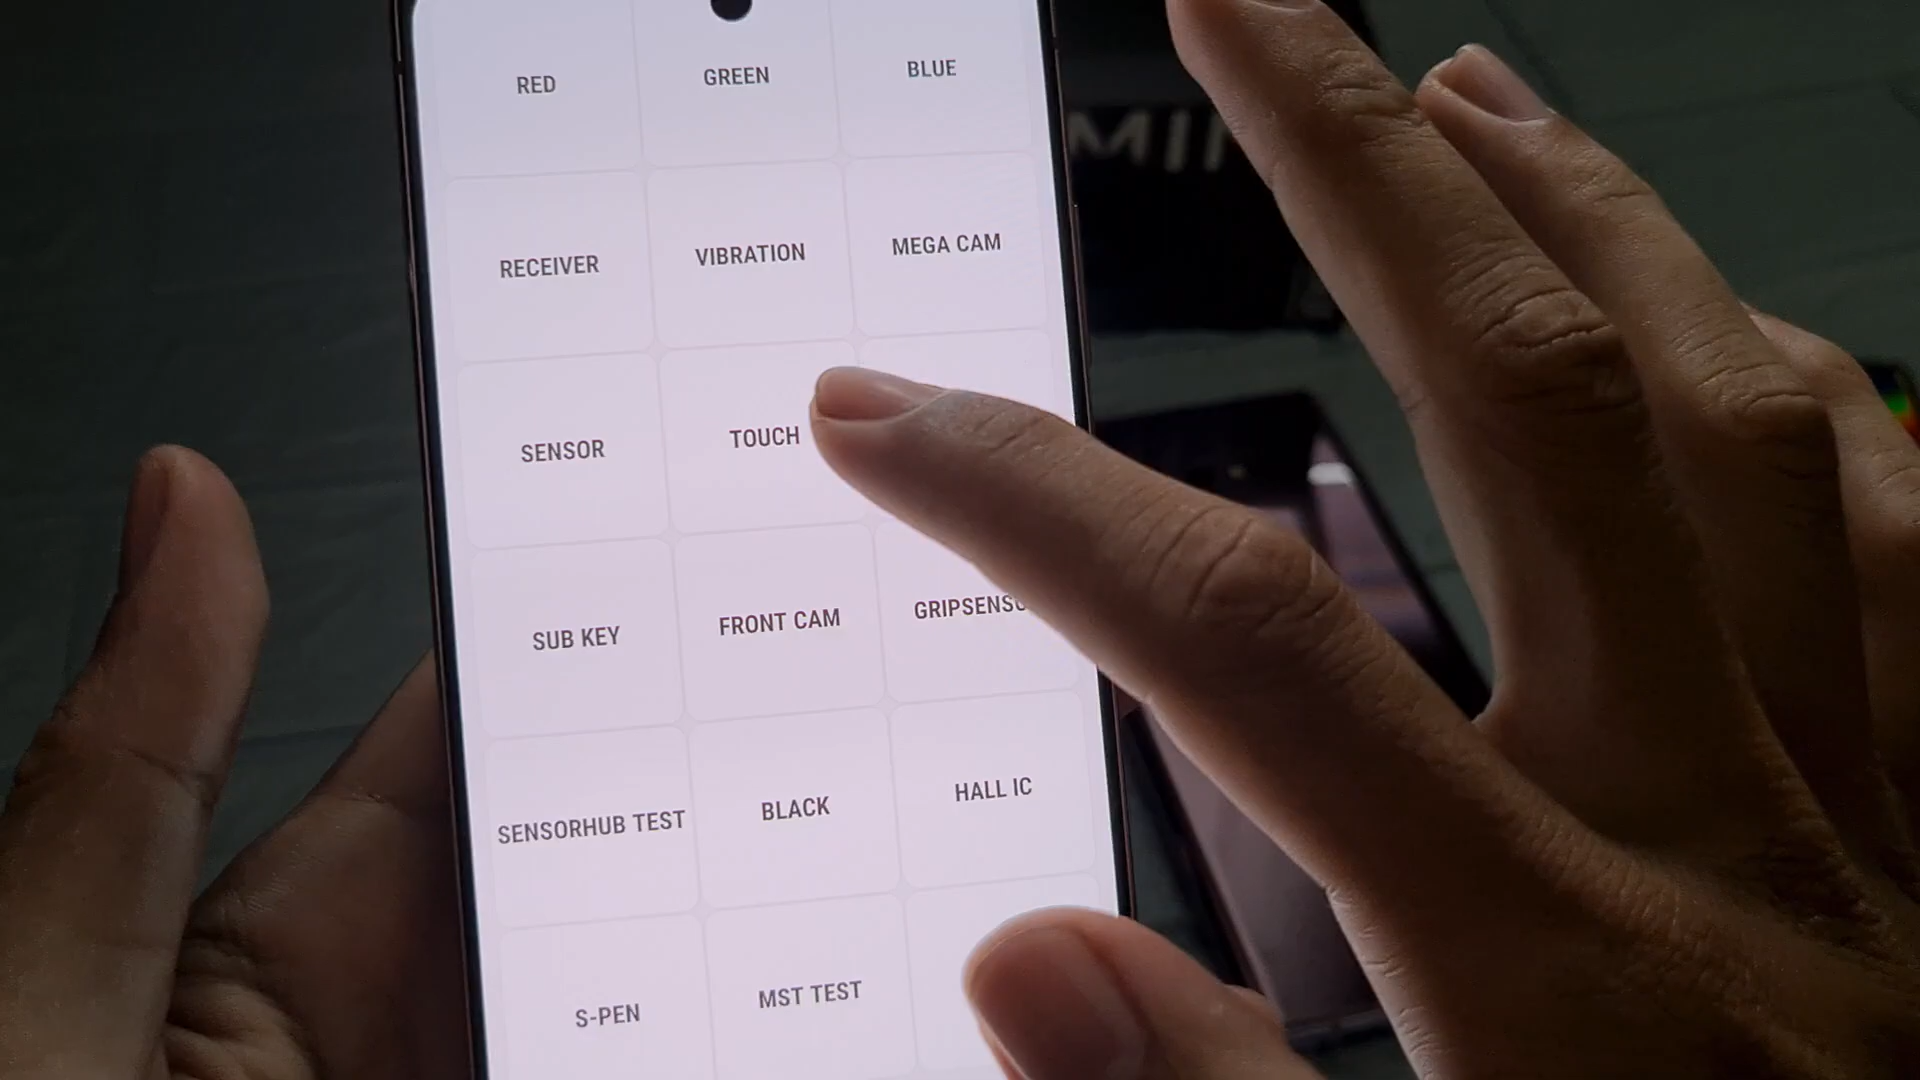 RED
GREEN
BLUE
RECEIVER
VIBRATION
MEGA CAM
SENSOR
TOUCH
SUB KEY
FRONT CAM
SENSORHUB TEST
BLACK
HALL IC
S-PEN
MST TEST